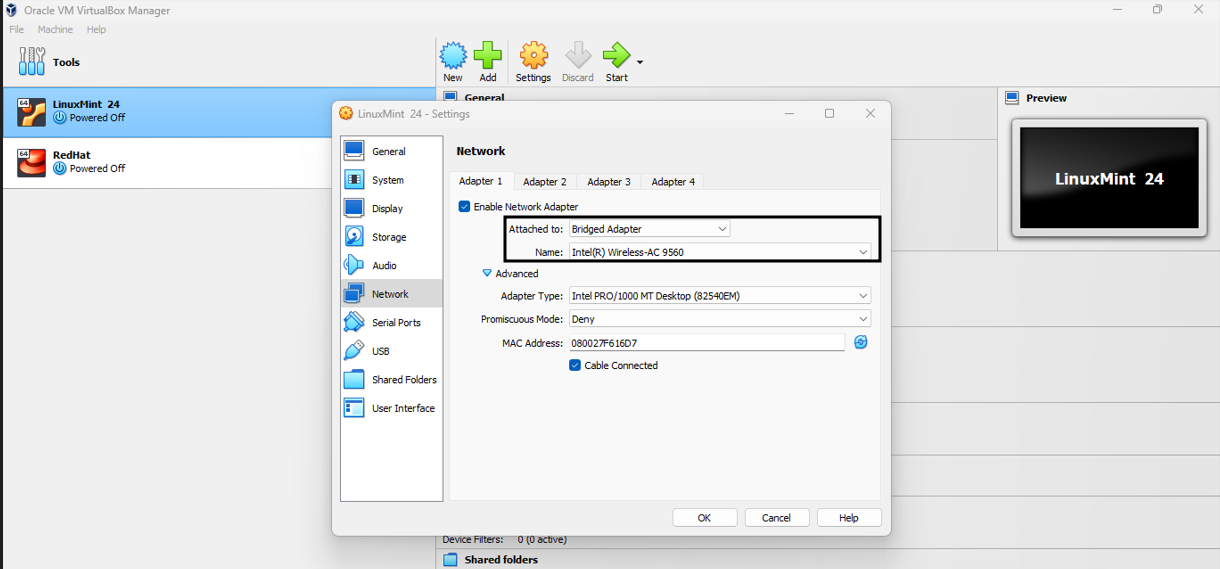 Oracle VM VirtualBox Manager
File Machine Help
Tools
New Add Settings Discard Start
64 LinuxMint 24
Powered Off
64 RedHat
Powered Off
General
Preview
LinuxMint 24
LinuxMint 24 - Settings
General
System
Display
Storage
Audio
Network
Serial Ports
USB
Shared Folders
User Interface
Network
Adapter 1 Adapter 2 Adapter 3 Adapter 4
Enable Network Adapter
Attached to: Bridged Adapter
Name: Intel(R) Wireless-AC 9560
Advanced
Adapter Type: Intel PRO/1000 MT Desktop (82540EM)
Promiscuous Mode: Deny
MAC Address: 080027F616D7
Cable Connected
OK Cancel Help
Device Filters: 0 (0 active)
Shared folders